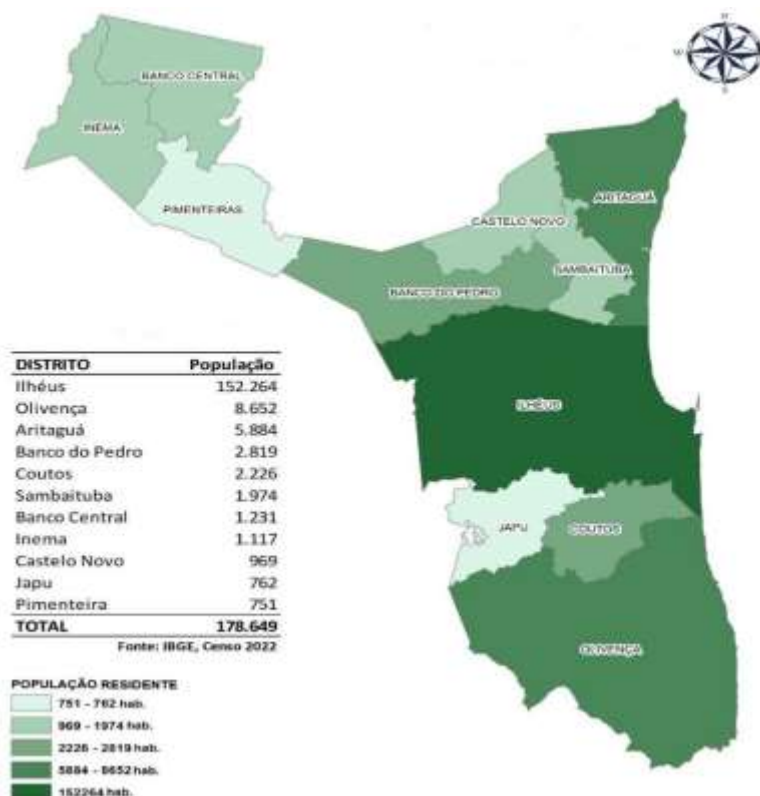 N
W
E
S
BANCO CENTRAL
INEMA
PIMENTEIRAS
ARITAGUÁ
CASTELO NOVO
SAMBAITUBA
BANCO DO PEDRO
ILHÉUS
JAPU
COUTOS
OLIVENÇA
DISTRITO População
Ilhéus 152.264
Olivença 8.652
Aritaguá 5.884
Banco do Pedro 2.819
Coutos 2.226
Sambaituba 1.974
Banco Central 1.231
Inema 1.117
Castelo Novo 969
Japu 762
Pimenteira 751
TOTAL 178.649
Fonte: IBGE, Censo 2022
POPULAÇÃO RESIDENTE
751 - 762 hab.
969 - 1974 hab.
2226 - 2819 hab.
5884 - 8652 hab.
152264 hab.